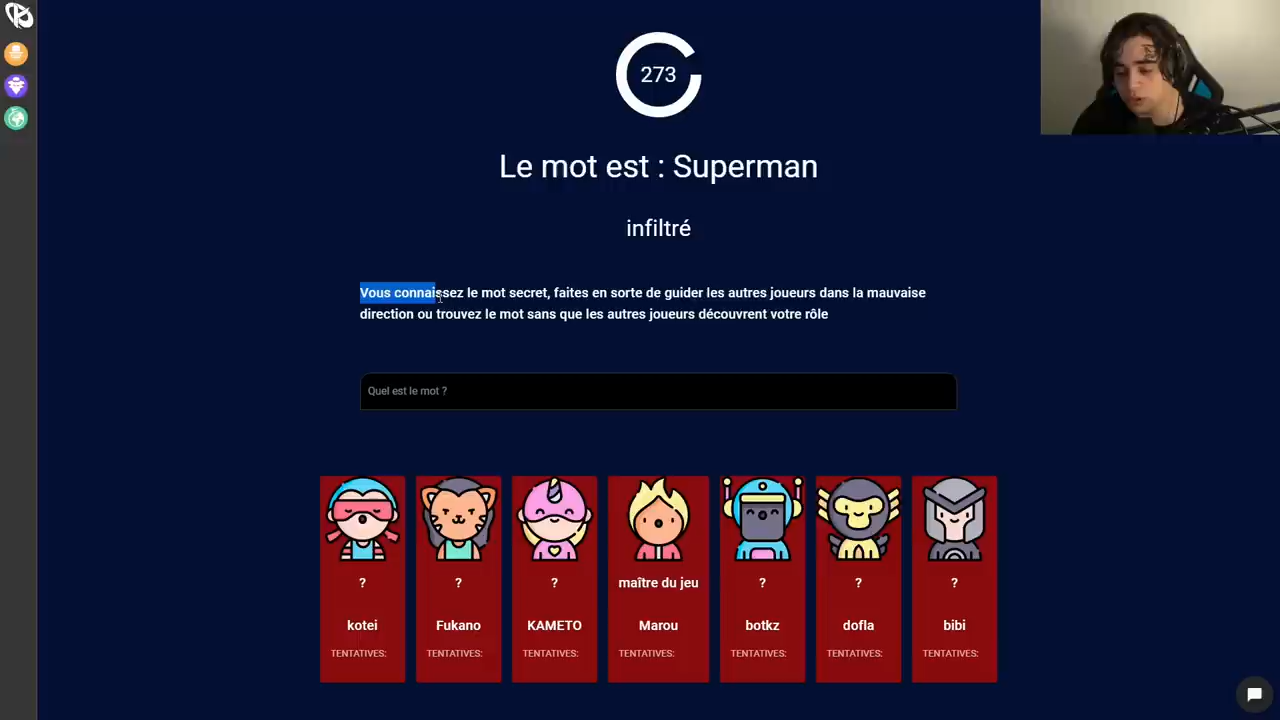 273
Le mot est : Superman
infiltré
Vous connaissez le mot secret, faites en sorte de guider les autres joueurs dans la mauvaise
direction ou trouvez le mot sans que les autres joueurs découvrent votre rôle
Quel est le mot ?
? ? ? maître du jeu ? ? ?
kotei Fukano KAMETO Marou botkz dofla bibi
TENTATIVES: TENTATIVES: TENTATIVES: TENTATIVES: TENTATIVES: TENTATIVES: TENTATIVES: